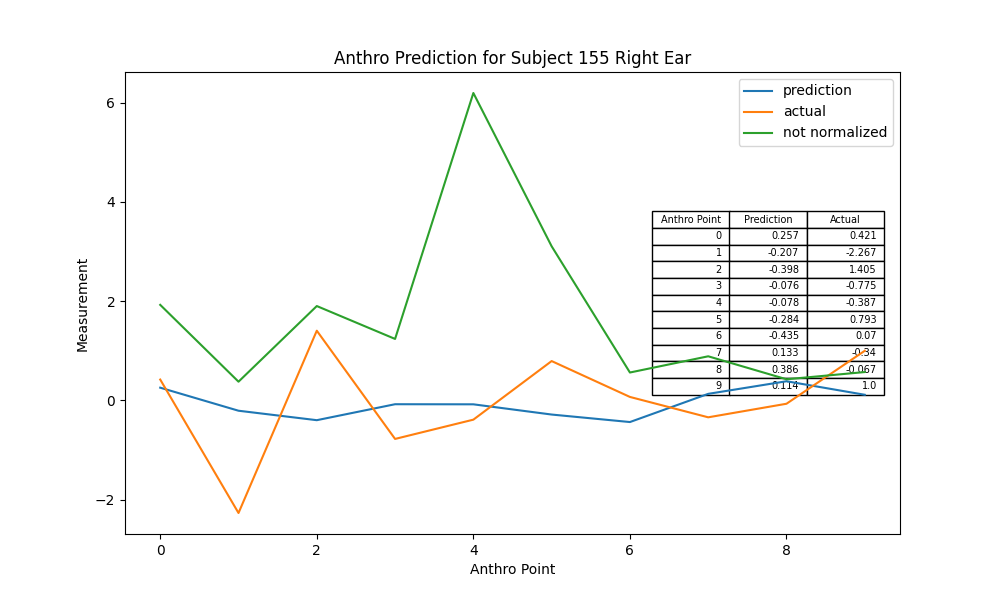 Anthro Prediction for Subject 155 Right Ear
prediction
actual
not normalized
6
4
2
0
−2
Measurement
Anthro Point Prediction Actual
0 0.257 0.421
1 -0.207 -2.267
2 -0.398 1.405
3 -0.076 -0.775
4 -0.078 -0.387
5 -0.284 0.793
6 -0.435 0.07
7 0.133 -0.34
8 0.386 -0.067
9 0.114 1.0
0 2 4 6 8
Anthro Point